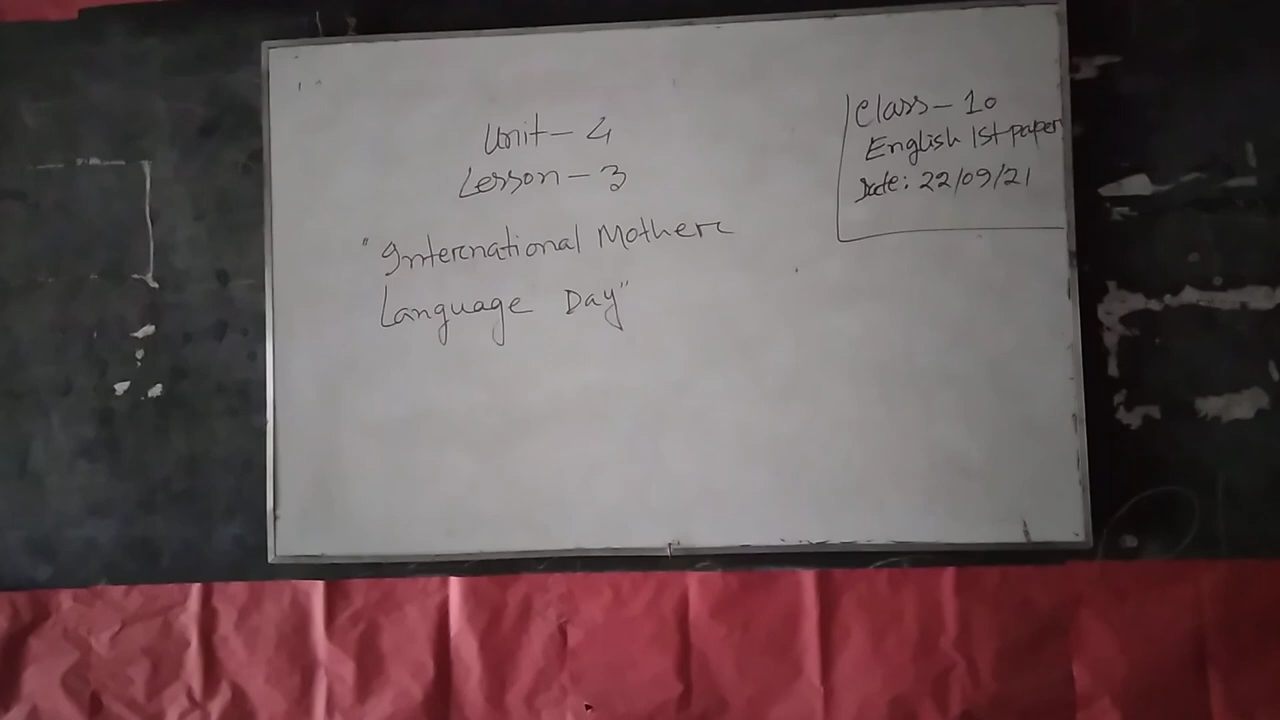 Unit - 4
Lesson - 3
"International Mother
Language Day"
Class - 10
English 1st paper
Date: 22/09/21